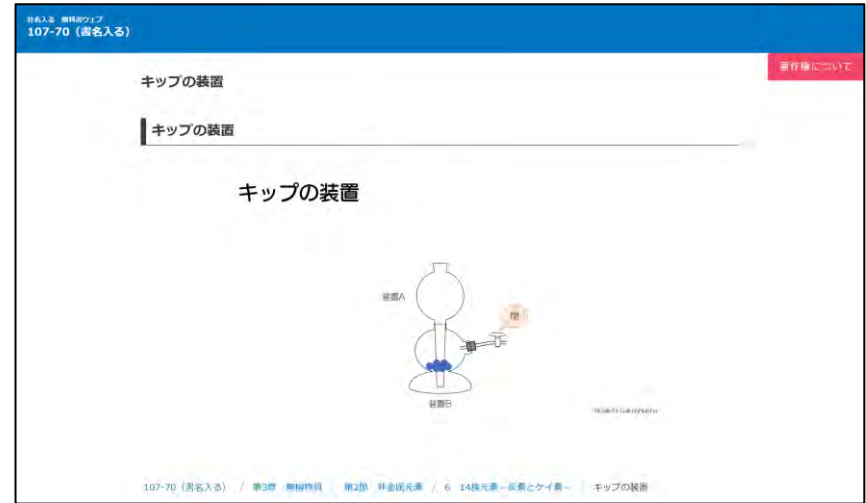 社名入る 教科書ウェブ
107-70（書名入る）
著作権について
キップの装置
キップの装置
キップの装置
装置A
閉
装置B
107-70（書名入る） / 第3章 無機物質 第2節 非金属元素 / 6 14族元素－炭素とケイ素－ キップの装置